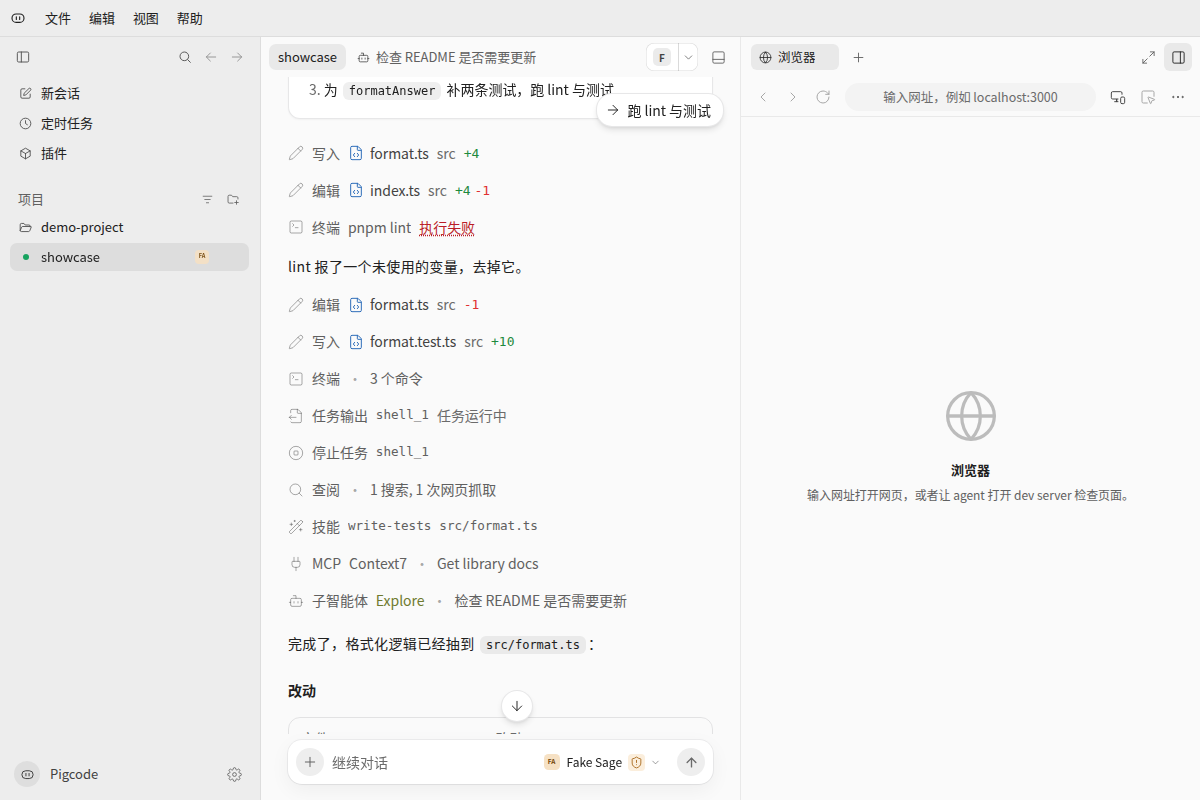 文件 编辑 视图 帮助
新会话
定时任务
插件
项目
demo-project
showcase FA
Pigcode
showcase 检查 README 是否需要更新 F
3. 为 formatAnswer 补两条测试，跑 lint 与测试
跑 lint 与测试
写入 format.ts src +4
编辑 index.ts src +4 -1
终端 pnpm lint 执行失败
lint 报了一个未使用的变量，去掉它。
编辑 format.ts src -1
写入 format.test.ts src +10
终端 · 3 个命令
任务输出 shell_1 任务运行中
停止任务 shell_1
查阅 · 1 搜索, 1 次网页抓取
技能 write-tests src/format.ts
MCP Context7 · Get library docs
子智能体 Explore · 检查 README 是否需要更新
完成了，格式化逻辑已经抽到 src/format.ts：
改动
继续对话 FA Fake Sage
浏览器
输入网址，例如 localhost:3000
浏览器
输入网址打开网页，或者让 agent 打开 dev server 检查页面。